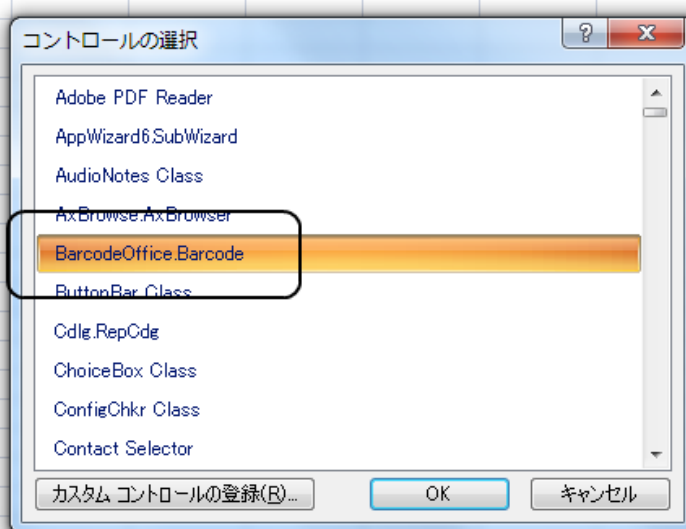 コントロールの選択
Adobe PDF Reader
AppWizard6.SubWizard
AudioNotes Class
AxBrowse.AxBrowser
BarcodeOffice.Barcode
ButtonBar Class
Cdlg.RepCdg
ChoiceBox Class
ConfigChkr Class
Contact Selector
カスタム コントロールの登録(R)... OK キャンセル